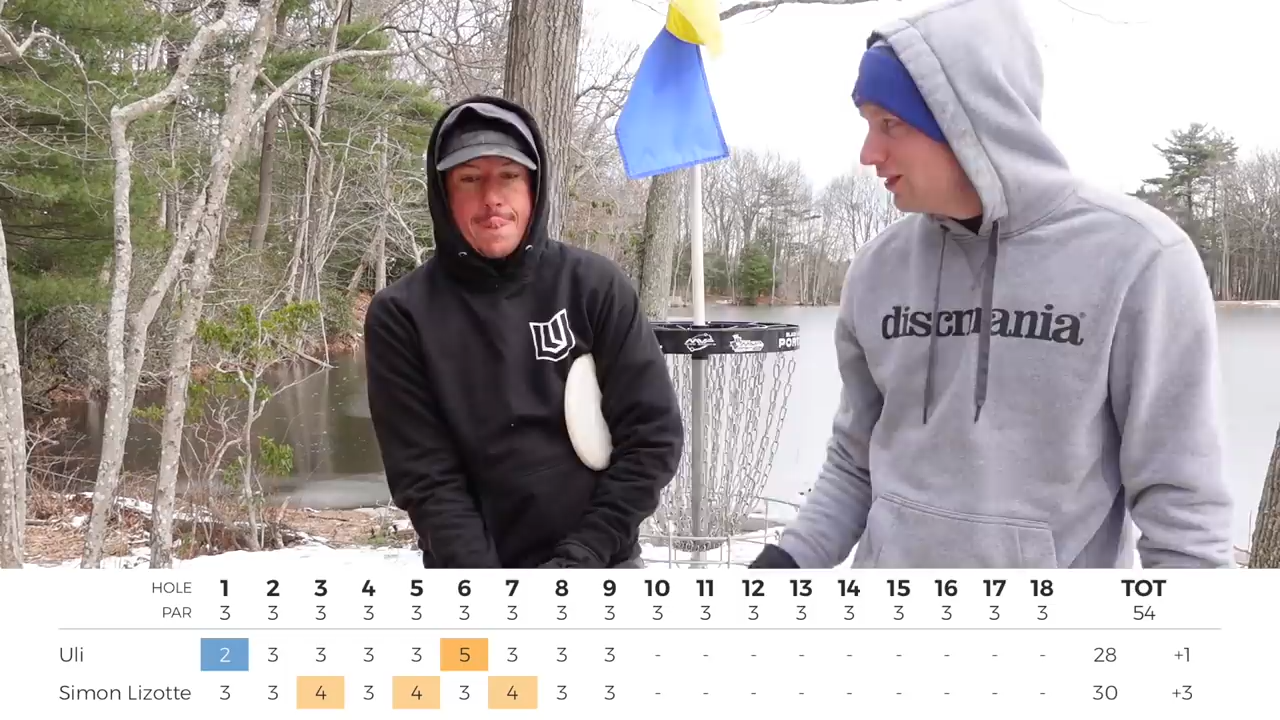 discmania
PORT
HOLE 1 2 3 4 5 6 7 8 9 10 11 12 13 14 15 16 17 18 TOT
PAR 3 3 3 3 3 3 3 3 3 3 3 3 3 3 3 3 3 3 54
Uli 2 3 3 3 3 5 3 3 3 - - - - - - - - - 28 +1
Simon Lizotte 3 3 4 3 4 3 4 3 3 - - - - - - - - - 30 +3